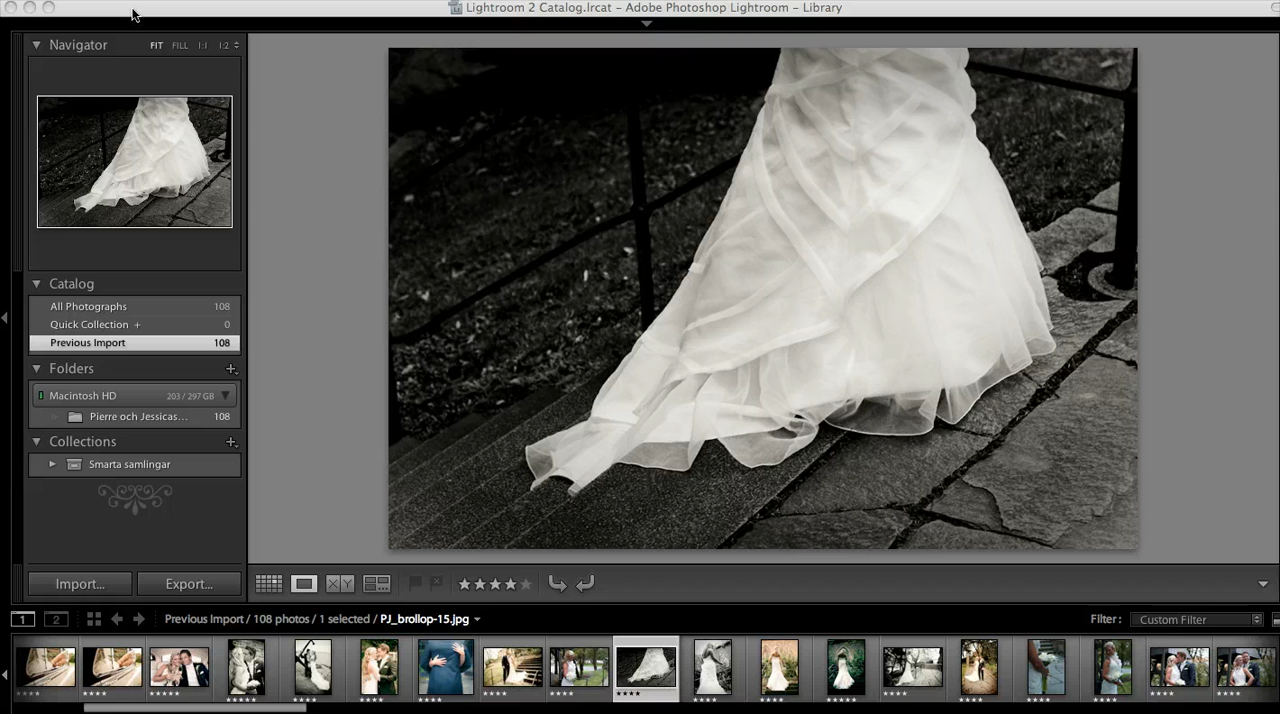 Lightroom 2 Catalog.lrcat – Adobe Photoshop Lightroom – Library
Navigator FIT FILL 1:1 1:2
Catalog
All Photographs 108
Quick Collection + 0
Previous Import 108
Folders +
Macintosh HD 203 / 297 GB
Pierre och Jessicas... 108
Collections +
Smarta samlingar
Import... Export...
X Y
1 2 Previous Import / 108 photos / 1 selected / PJ_brollop-15.jpg Filter: Custom Filter